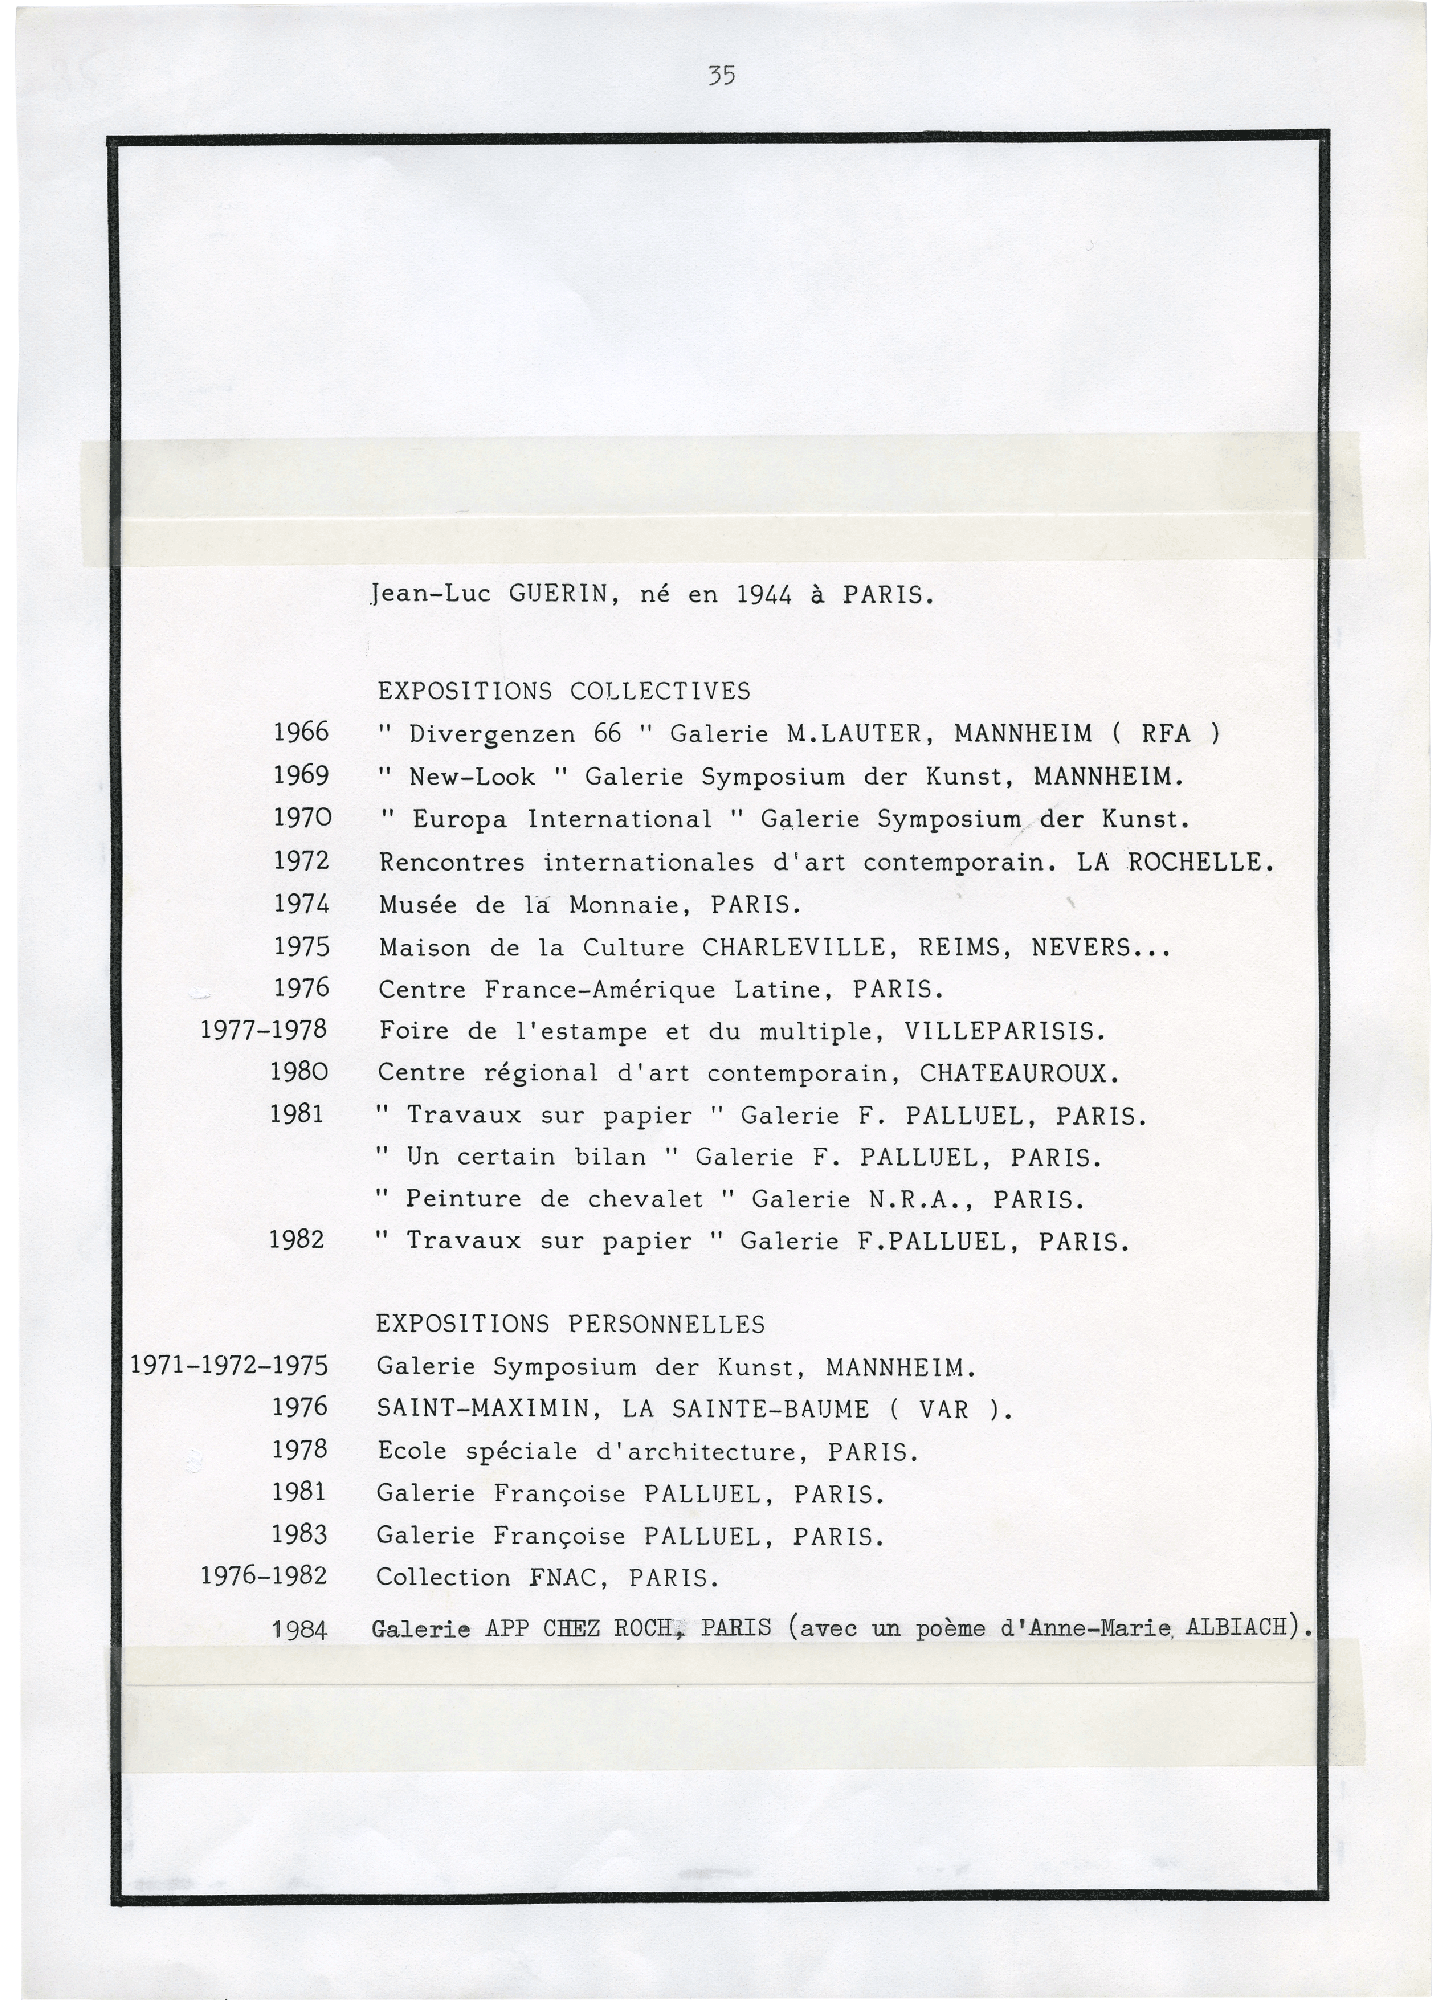 35
Jean-Luc GUERIN, né en 1944 à PARIS.
EXPOSITIONS COLLECTIVES
1966 " Divergenzen 66 " Galerie M.LAUTER, MANNHEIM ( RFA )
1969 " New-Look " Galerie Symposium der Kunst, MANNHEIM.
1970 " Europa International " Galerie Symposium der Kunst.
1972 Rencontres internationales d'art contemporain. LA ROCHELLE.
1974 Musée de la Monnaie, PARIS.
1975 Maison de la Culture CHARLEVILLE, REIMS, NEVERS...
1976 Centre France-Amérique Latine, PARIS.
1977-1978 Foire de l'estampe et du multiple, VILLEPARISIS.
1980 Centre régional d'art contemporain, CHATEAUROUX.
1981 " Travaux sur papier " Galerie F. PALLUEL, PARIS.
" Un certain bilan " Galerie F. PALLUEL, PARIS.
" Peinture de chevalet " Galerie N.R.A., PARIS.
1982 " Travaux sur papier " Galerie F.PALLUEL, PARIS.
EXPOSITIONS PERSONNELLES
1971-1972-1975 Galerie Symposium der Kunst, MANNHEIM.
1976 SAINT-MAXIMIN, LA SAINTE-BAUME ( VAR ).
1978 Ecole spéciale d'architecture, PARIS.
1981 Galerie Françoise PALLUEL, PARIS.
1983 Galerie Françoise PALLUEL, PARIS.
1976-1982 Collection FNAC, PARIS.
1984 Galerie APP CHEZ ROCH, PARIS (avec un poème d'Anne-Marie ALBIACH).